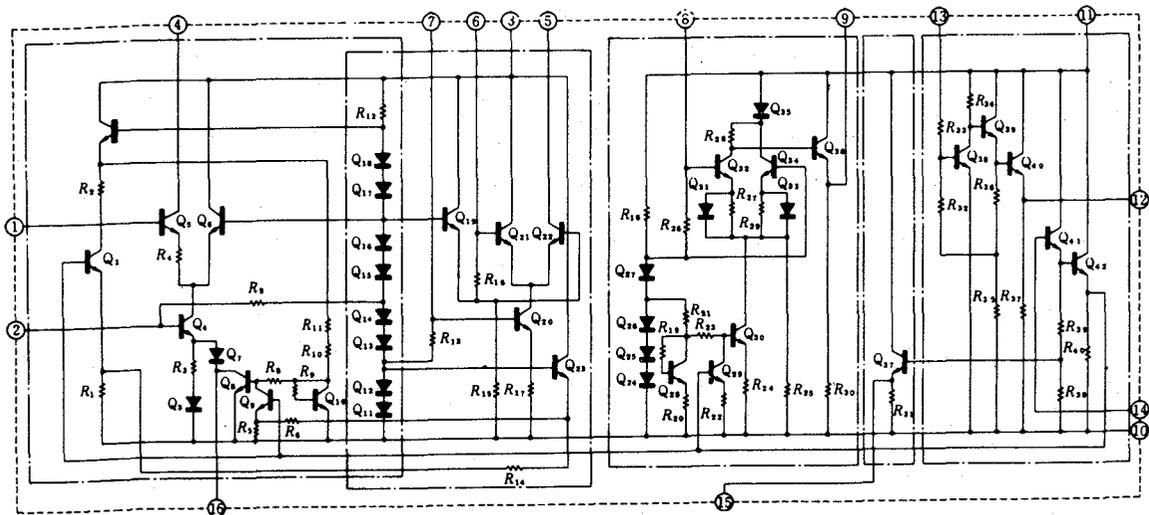 4 7 6 3 5 8 9 13 11
R₁₂ Q₃₅ R₃₄
Q₁₈ R₂₈ R₃₃ Q₃₉
Q₃₂ Q₃₄ Q₃₈ Q₄₀
R₂ Q₁₇ Q₃₁ Q₃₃ R₃₆
R₂₇ R₃₂
1 Q₅ Q₆ Q₁₉ Q₂₁ Q₂₂ R₁₈ R₂₆ R₂₉ 12
Q₁ R₄ Q₁₆ Q₄₁
Q₁₅ R₁₆ Q₂₇ Q₄₂
R₃
2 Q₄ R₁₁ Q₁₄ R₁₃ Q₂₀ Q₂₆ R₂₁ R₂₃ Q₃₀ R₃₇ R₃₉
Q₇ R₁₀ Q₁₃ R₁₉ R₄₀
R₃ Q₈ R₈ R₉ Q₂₃ Q₂₅ Q₂₉ Q₃₇
R₁ Q₁₂ R₁₅ R₁₇ Q₂₄ Q₂₈ R₂₄ R₂₅ R₃₀ R₃₁ R₃₈
Q₃ Q₉ Q₁₀ Q₁₁ R₂₀ R₂₂ 14
R₅ R₆ 10
R₁₄
16 15